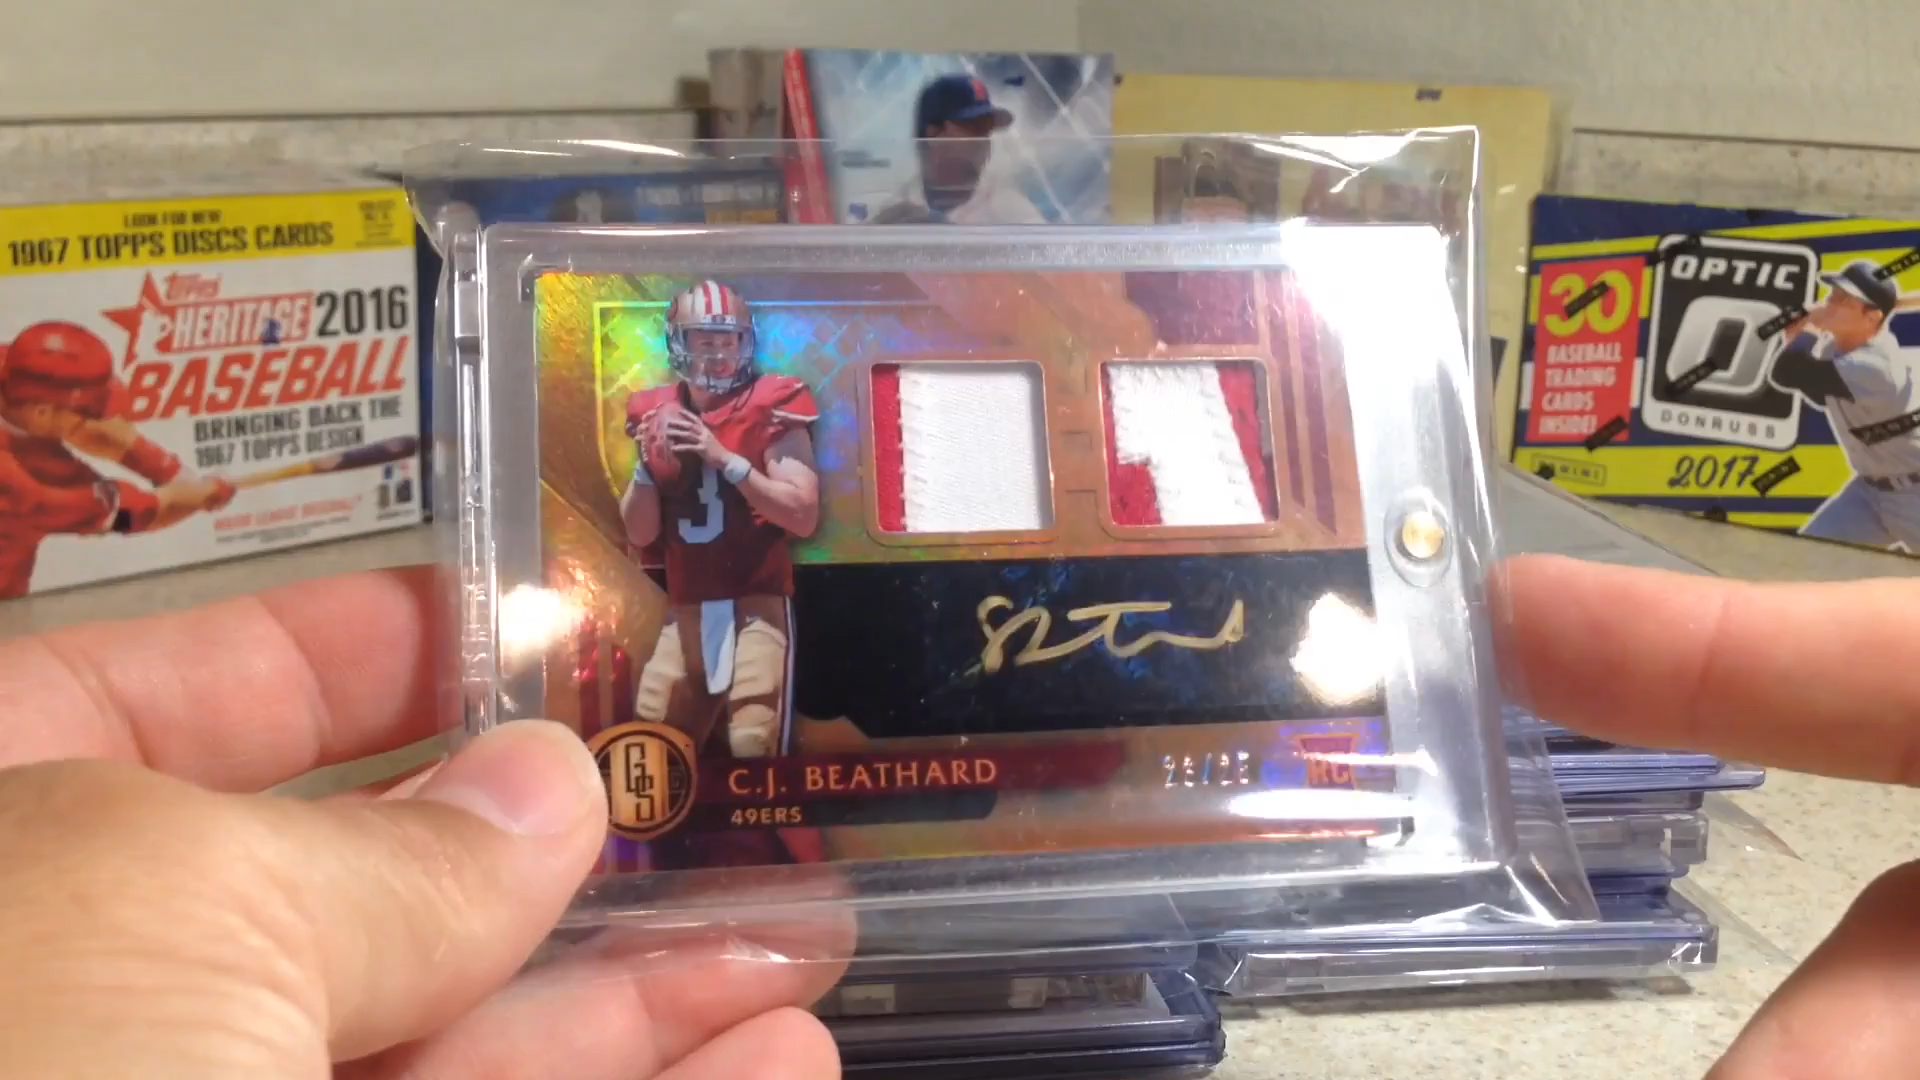 LOOK FOR NEW
1967 TOPPS DISCS CARDS
Topps
HERITAGE 2016
BASEBALL
BRINGING BACK THE
1967 TOPPS DESIGN
30
BASEBALL
TRADING
CARDS
INSIDE!
OPTIC
DONRUSS
PANINI
2017
3
GS
C.J. BEATHARD
49ERS
RC